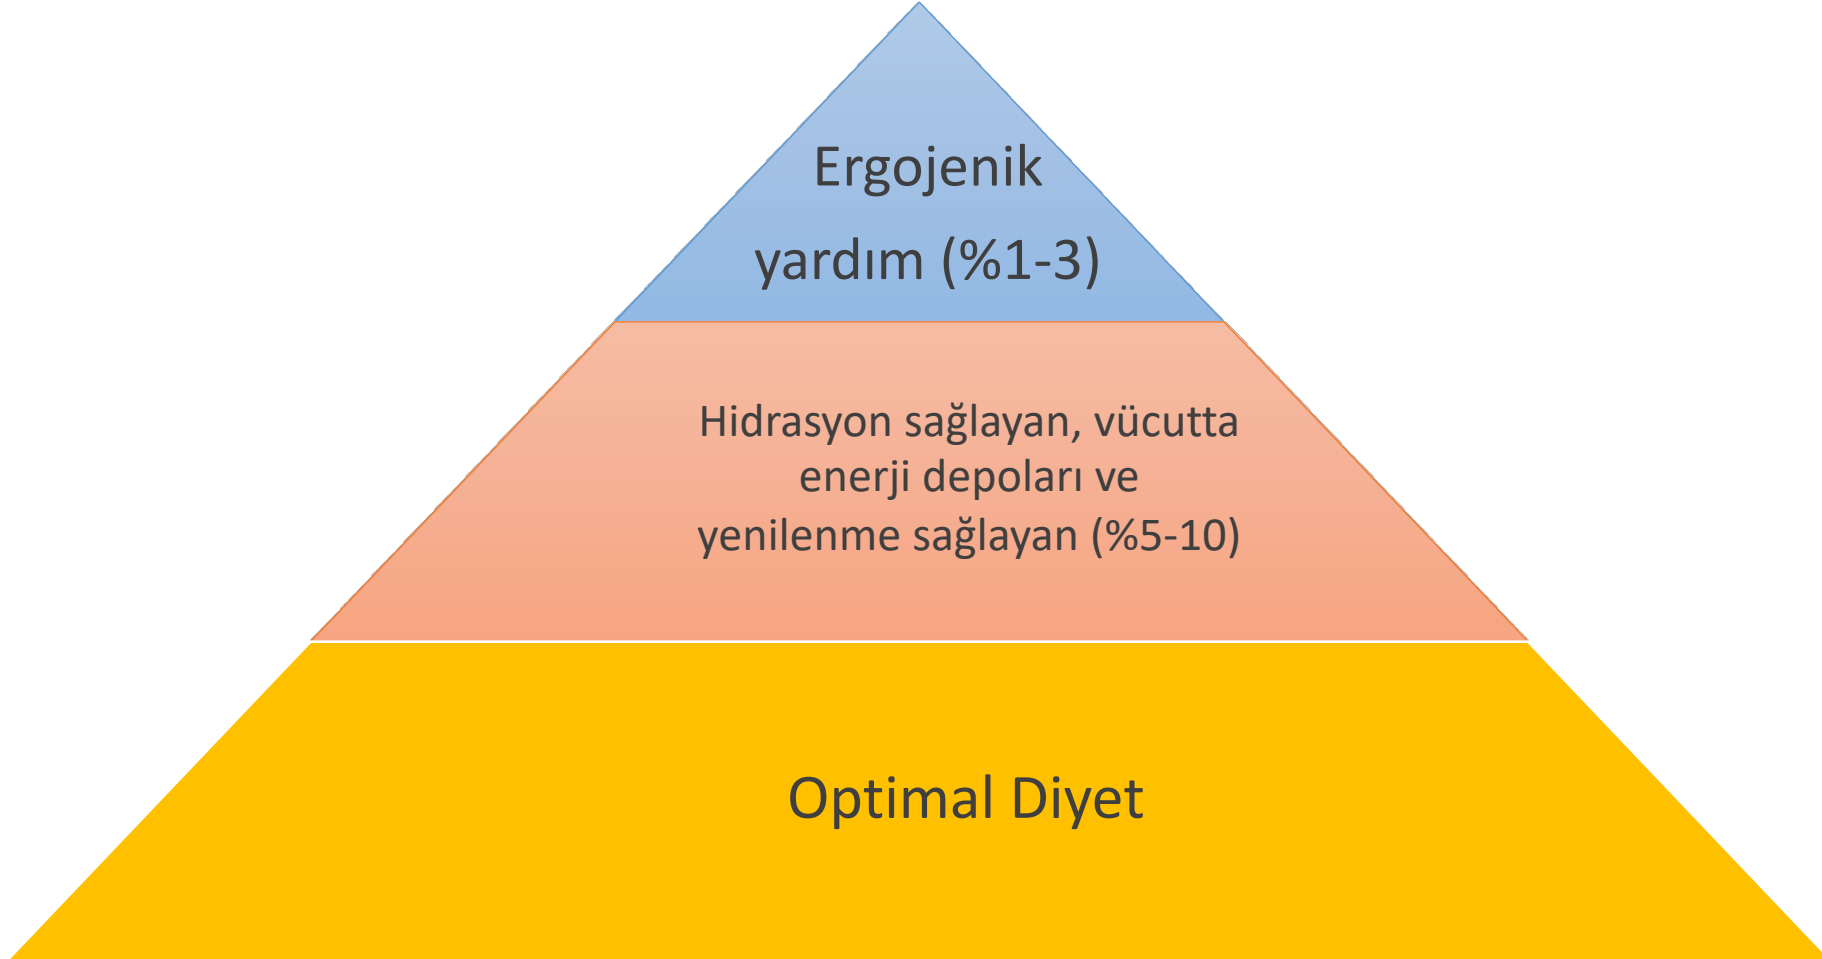 Ergojenik
yardım (%1-3)
Hidrasyon sağlayan, vücutta
enerji depoları ve
yenilenme sağlayan (%5-10)
Optimal Diyet